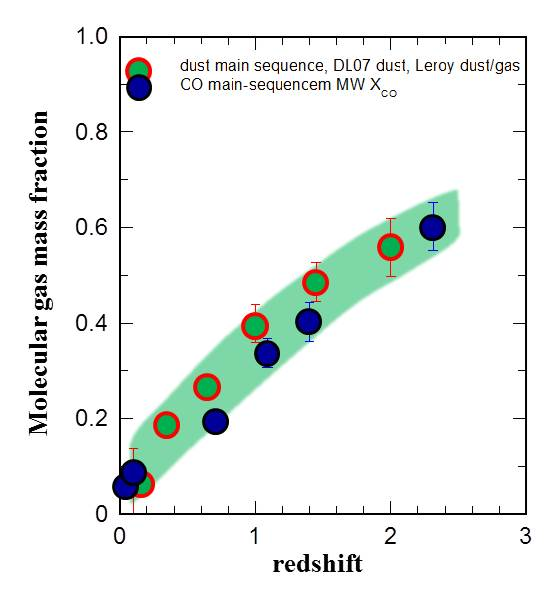 1.0
dust main sequence, DL07 dust, Leroy dust/gas
CO main-sequencem MW X_CO
0.8
0.6
0.4
0.2
0
0 1 2 3
Molecular gas mass fraction
redshift